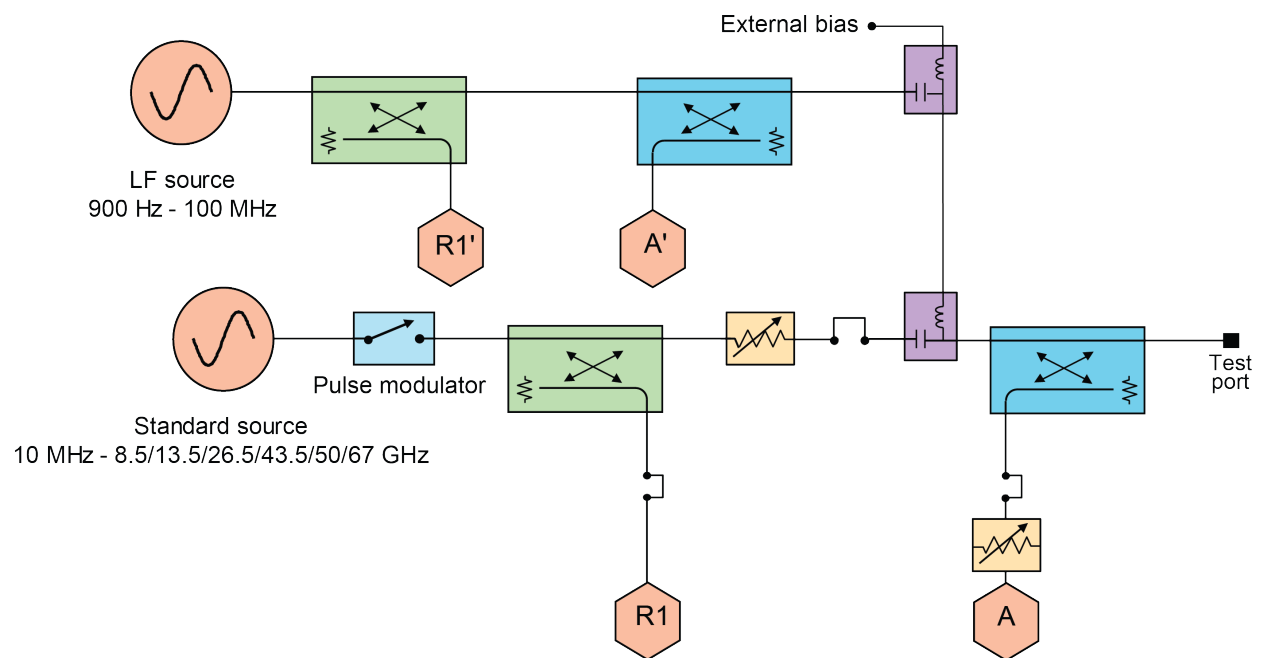 External bias
LF source
900 Hz - 100 MHz
R1'
A'
Pulse modulator
Test
port
Standard source
10 MHz - 8.5/13.5/26.5/43.5/50/67 GHz
R1
A